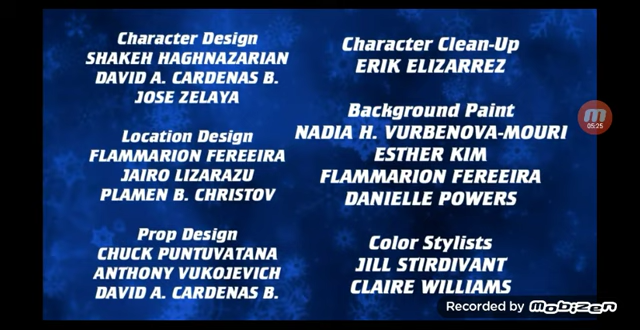 Character Design
SHAKEH HAGHNAZARIAN
DAVID A. CARDENAS B.
JOSE ZELAYA
Location Design
FLAMMARION FEREEIRA
JAIRO LIZARAZU
PLAMEN B. CHRISTOV
Prop Design
CHUCK PUNTUVATANA
ANTHONY VUKOJEVICH
DAVID A. CARDENAS B.
Character Clean-Up
ERIK ELIZARREZ
Background Paint
NADIA H. VURBENOVA-MOURI
ESTHER KIM
FLAMMARION FEREEIRA
DANIELLE POWERS
Color Stylists
JILL STIRDIVANT
CLAIRE WILLIAMS
05:25
Recorded by mobizen